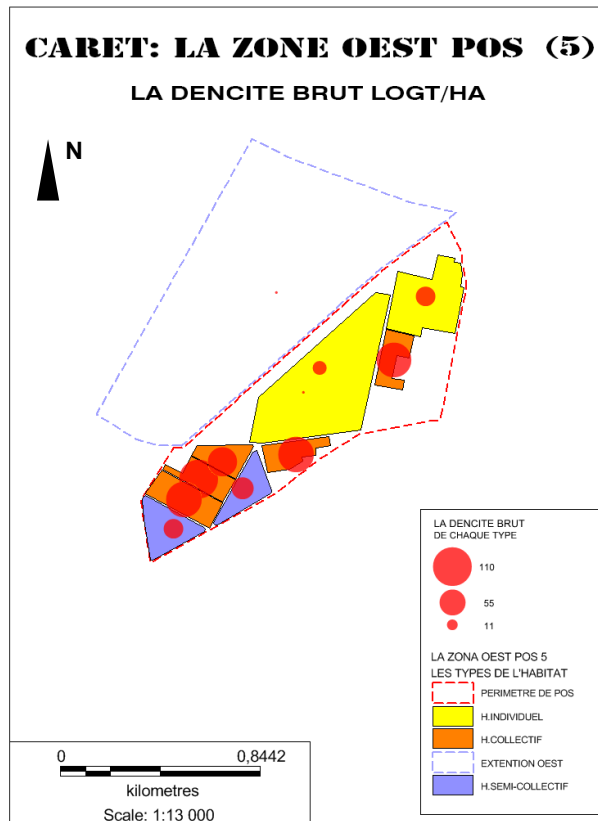 CARET: LA ZONE OEST POS (5)
LA DENCITE BRUT LOGT/HA
N
LA DENCITE BRUT
DE CHAQUE TYPE
110
55
11
LA ZONA OEST POS 5
LES TYPES DE L'HABITAT
PERIMETRE DE POS
H.INDIVIDUEL
H.COLLECTIF
EXTENTION OEST
H.SEMI-COLLECTIF
0 0,8442
kilometres
Scale: 1:13 000